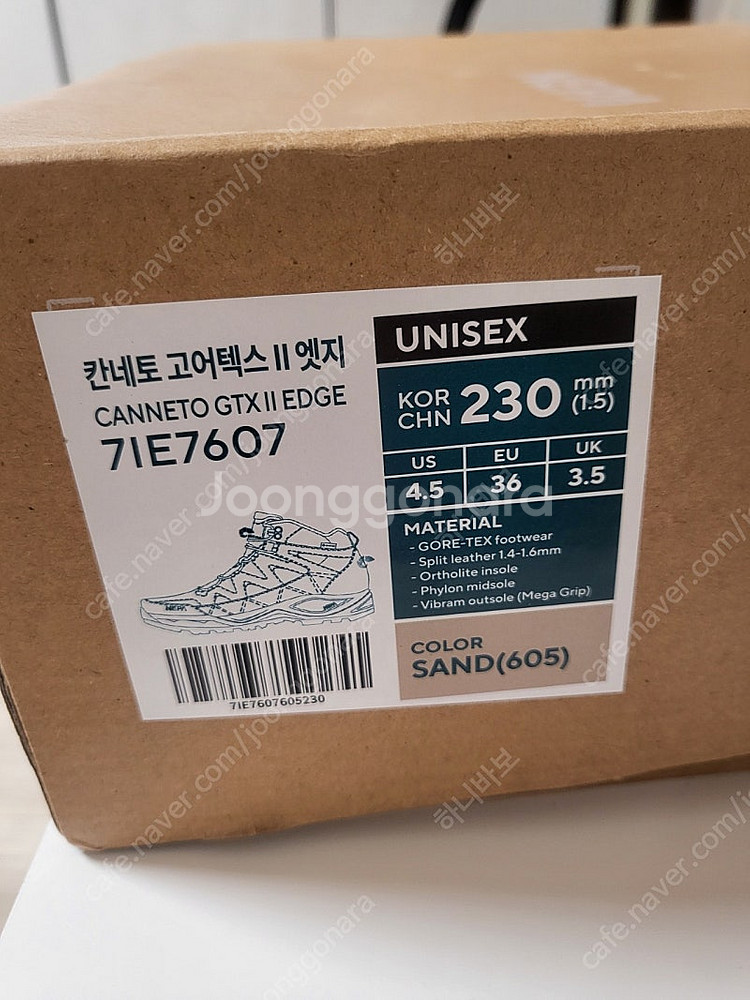 칸네토 고어텍스 II 엣지
CANNETO GTX II EDGE
7IE7607
NEPA
7IE7607605230
UNISEX
KOR CHN 230 mm (1.5)
US EU UK
4.5 36 3.5
MATERIAL
- GORE-TEX footwear
- Split leather 1.4-1.6mm
- Ortholite insole
- Phylon midsole
- Vibram outsole (Mega Grip)
COLOR
SAND(605)
Joonggonara
cafe.naver.com/joonggonara
하니바보